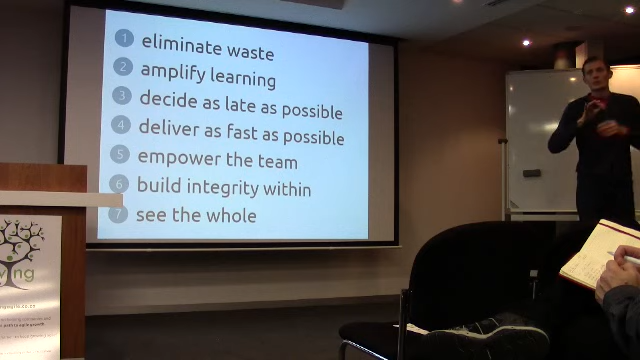 1 eliminate waste
2 amplify learning
3 decide as late as possible
4 deliver as fast as possible
5 empower the team
6 build integrity within
7 see the whole